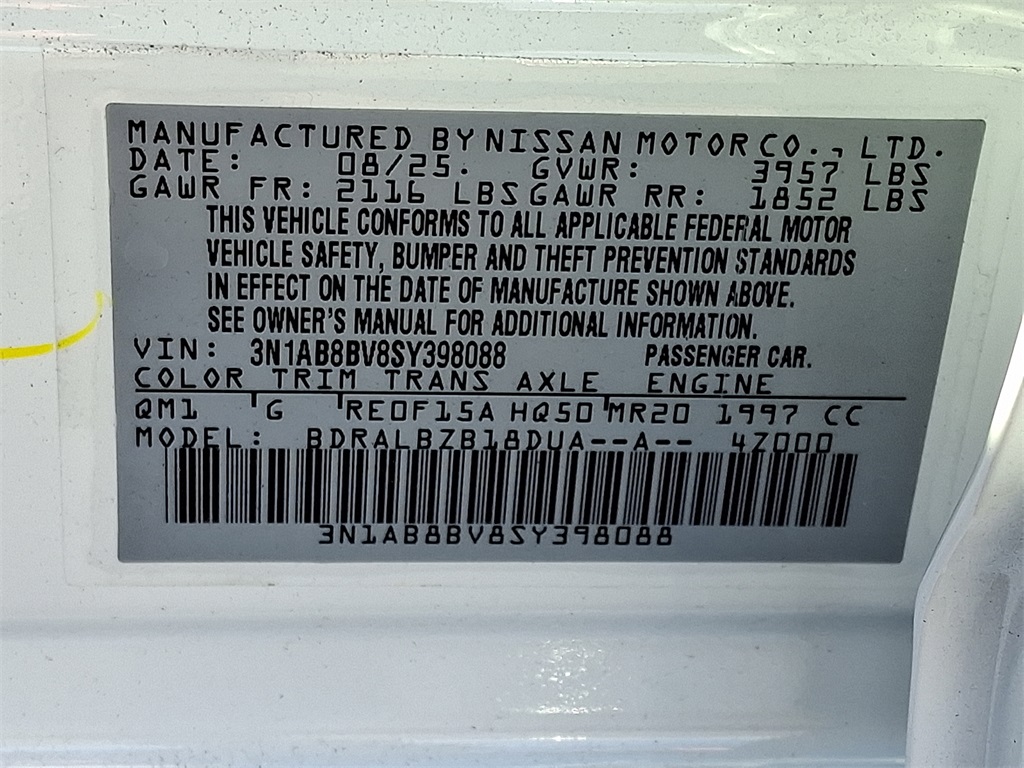 MANUFACTURED BY NISSAN MOTOR CO., LTD.
DATE: 08/25. GVWR: 3957 LBS
GAWR FR: 2116 LBS GAWR RR: 1852 LBS
THIS VEHICLE CONFORMS TO ALL APPLICABLE FEDERAL MOTOR
VEHICLE SAFETY, BUMPER AND THEFT PREVENTION STANDARDS
IN EFFECT ON THE DATE OF MANUFACTURE SHOWN ABOVE.
SEE OWNER'S MANUAL FOR ADDITIONAL INFORMATION.
VIN: 3N1AB8BV8SY398088 PASSENGER CAR.
COLOR TRIM TRANS AXLE ENGINE
QM1 G RE0F15A HQ50 MR20 1997 CC
MODEL: BDRALBZB18DUA--A-- 4Z000
3N1AB8BV8SY398088